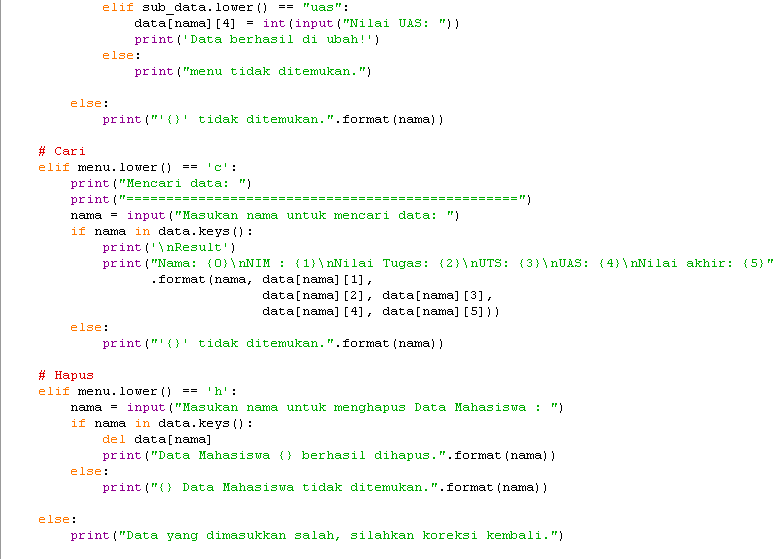 elif sub_data.lower() == "uas":
            data[nama][4] = int(input("Nilai UAS: "))
            print('Data berhasil di ubah!')
        else:
            print("menu tidak ditemukan.")
    else:
        print("'{}' tidak ditemukan.".format(nama))
# Cari
elif menu.lower() == 'c':
    print("Mencari data: ")
    print("=================================================")
    nama = input("Masukan nama untuk mencari data: ")
    if nama in data.keys():
        print('\nResult')
        print("Nama: {0}\nNIM : {1}\nNilai Tugas: {2}\nUTS: {3}\nUAS: {4}\nNilai akhir: {5}"
              .format(nama, data[nama][1],
                            data[nama][2], data[nama][3],
                            data[nama][4], data[nama][5]))
    else:
        print("'{}' tidak ditemukan.".format(nama))
# Hapus
elif menu.lower() == 'h':
    nama = input("Masukan nama untuk menghapus Data Mahasiswa : ")
    if nama in data.keys():
        del data[nama]
        print("Data Mahasiswa {} berhasil dihapus.".format(nama))
    else:
        print("{} Data Mahasiswa tidak ditemukan.".format(nama))
else:
    print("Data yang dimasukkan salah, silahkan koreksi kembali.")